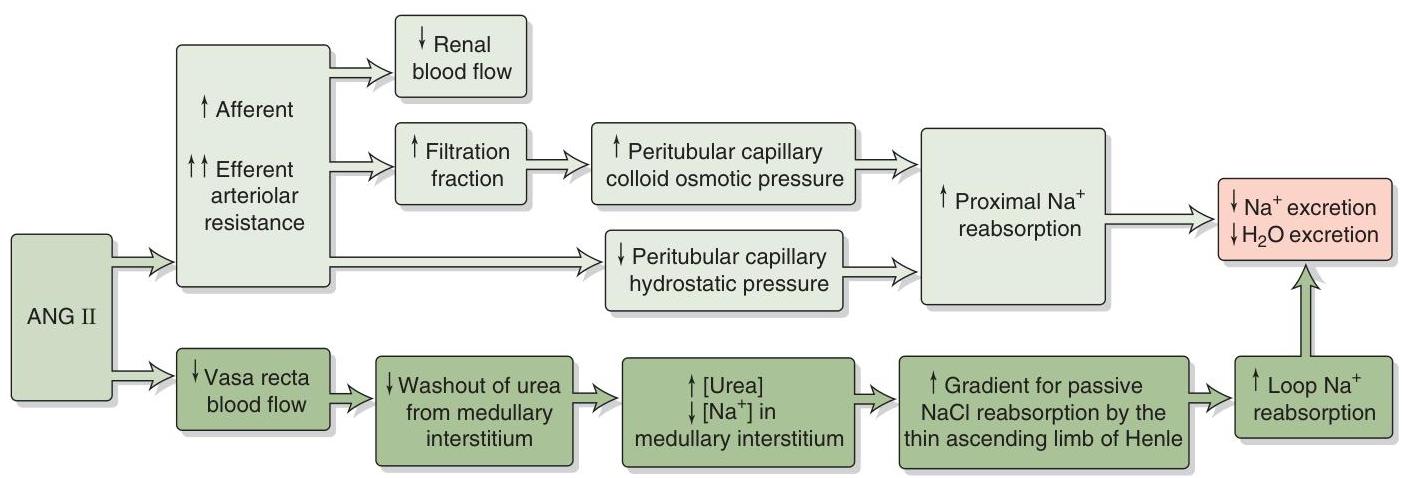 ANG II
↑ Afferent
↑↑ Efferent
arteriolar
resistance
↓ Renal
blood flow
↑ Filtration
fraction
↑ Peritubular capillary
colloid osmotic pressure
↓ Peritubular capillary
hydrostatic pressure
↑ Proximal Na⁺
reabsorption
↓ Na⁺ excretion
↓ H₂O excretion
↓ Vasa recta
blood flow
↓ Washout of urea
from medullary
interstitium
↑ [Urea]
↓ [Na⁺] in
medullary interstitium
↑ Gradient for passive
NaCl reabsorption by the
thin ascending limb of Henle
↑ Loop Na⁺
reabsorption